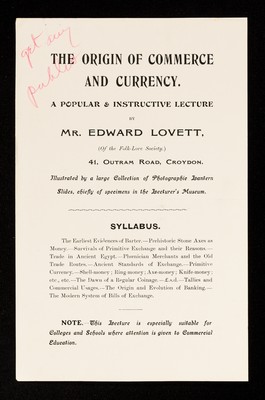 THE ORIGIN OF COMMERCE
AND CURRENCY.
A POPULAR & INSTRUCTIVE LECTURE
BY
MR. EDWARD LOVETT,
(Of the Folk-Lore Society.)
41, OUTRAM ROAD, CROYDON.
Illustrated by a large Collection of Photographic Lantern
Slides, chiefly of specimens in the Lecturer's Museum.
SYLLABUS.
The Earliest Evidences of Barter.—Prehistoric Stone Axes as
Money.—Survivals of Primitive Exchange and their Reasons.—
Trade in Ancient Egypt.—Phœnician Merchants and the Old
Trade Routes.—Ancient Standards of Exchange.—Primitive
Currency.—Shell-money; Ring-money; Axe-money; Knife-money;
etc., etc.—The Dawn of a Regular Coinage.—£.s.d.—Tallies and
Commercial Usages.—The Origin and Evolution of Banking.—
The Modern System of Bills of Exchange.
NOTE.—This Lecture is especially suitable for
Colleges and Schools where attention is given to Commercial
Education.